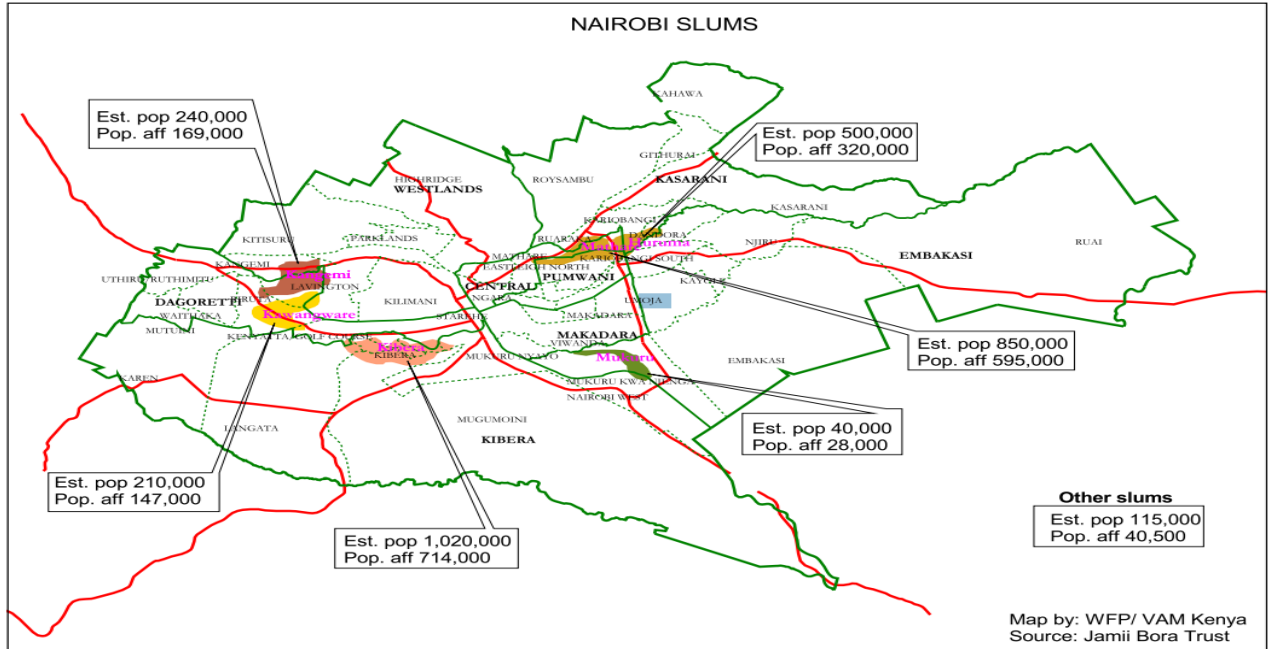 NAIROBI SLUMS
Est. pop 240,000
Pop. aff 169,000
Est. pop 500,000
Pop. aff 320,000
KAHAWA
GITHURAI
HIGHRIDGE
WESTLANDS
ROYSAMBU
KASARANI
KARIOBANGI
KASARANI
KITISURU
PARKLANDS
RUARAKA
DANDORA
Mathare
Huruma
NJIRU
RUAI
KANGEMI
MATHARE
KARIOBANGI SOUTH
EMBAKASI
Kangemi
EASTLEIGH NORTH
UTHIRU/RUTHIMITU
LAVINGTON
CENTRAL
PUMWANI
KAYOLE
DAGORETTI
RIRUTA
KILIMANI
NGARA
UMOJA
WAITHAKA
Kawangware
STAREHE
MAKADARA
MUTUINI
KENYATTA/GOLF COURSE
MAKADARA
VIWANDA
Kibera
KIBERA
MUKURU NYAYO
Mukuru
EMBAKASI
Est. pop 850,000
Pop. aff 595,000
KAREN
MUKURU KWA NJENGA
NAIROBI WEST
LANGATA
MUGUMOINI
KIBERA
Est. pop 40,000
Pop. aff 28,000
Est. pop 210,000
Pop. aff 147,000
Est. pop 1,020,000
Pop. aff 714,000
Other slums
Est. pop 115,000
Pop. aff 40,500
Map by: WFP/ VAM Kenya
Source: Jamii Bora Trust